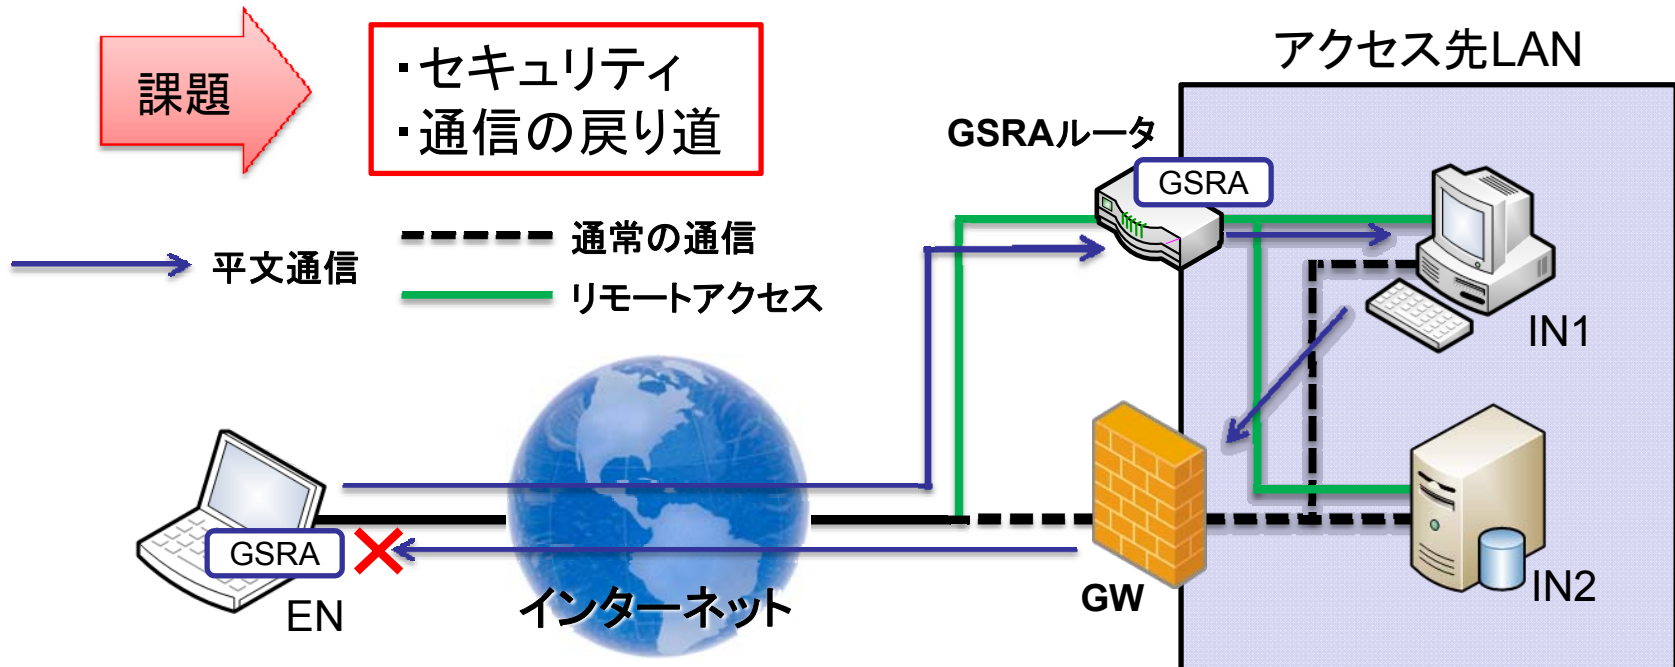 課題
・セキュリティ
・通信の戻り道
アクセス先LAN
GSRAルータ
GSRA
通常の通信
平文通信
リモートアクセス
IN1
GSRA
EN
インターネット
GW
IN2